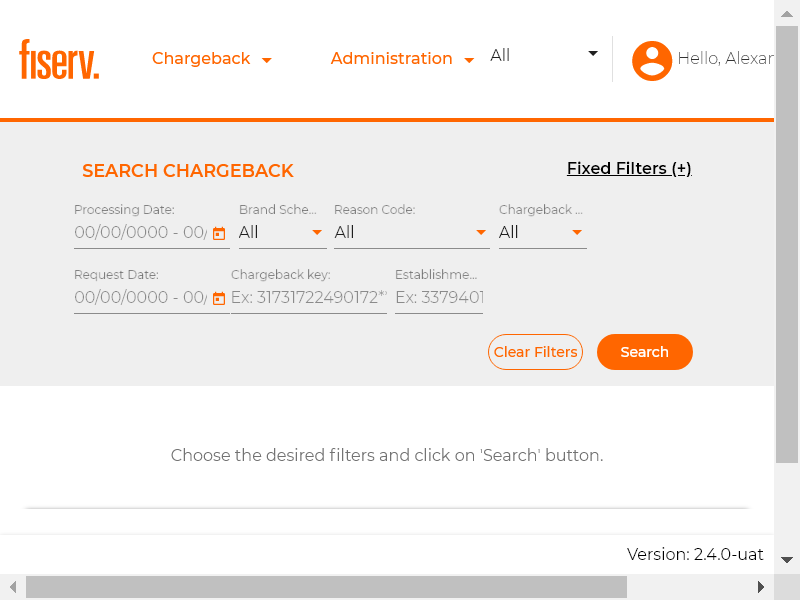 fiserv.
Chargeback
Administration
All
Hello, Alexar
SEARCH CHARGEBACK
Fixed Filters (+)
Processing Date:
Brand Sche...
Reason Code:
Chargeback ...
00/00/0000 - 00/
All
All
All
Request Date:
Chargeback key:
Establishme...
00/00/0000 - 00/
Ex: 31731722490172*
Ex: 3379401
Clear Filters
Search
Choose the desired filters and click on 'Search' button.
Version: 2.4.0-uat